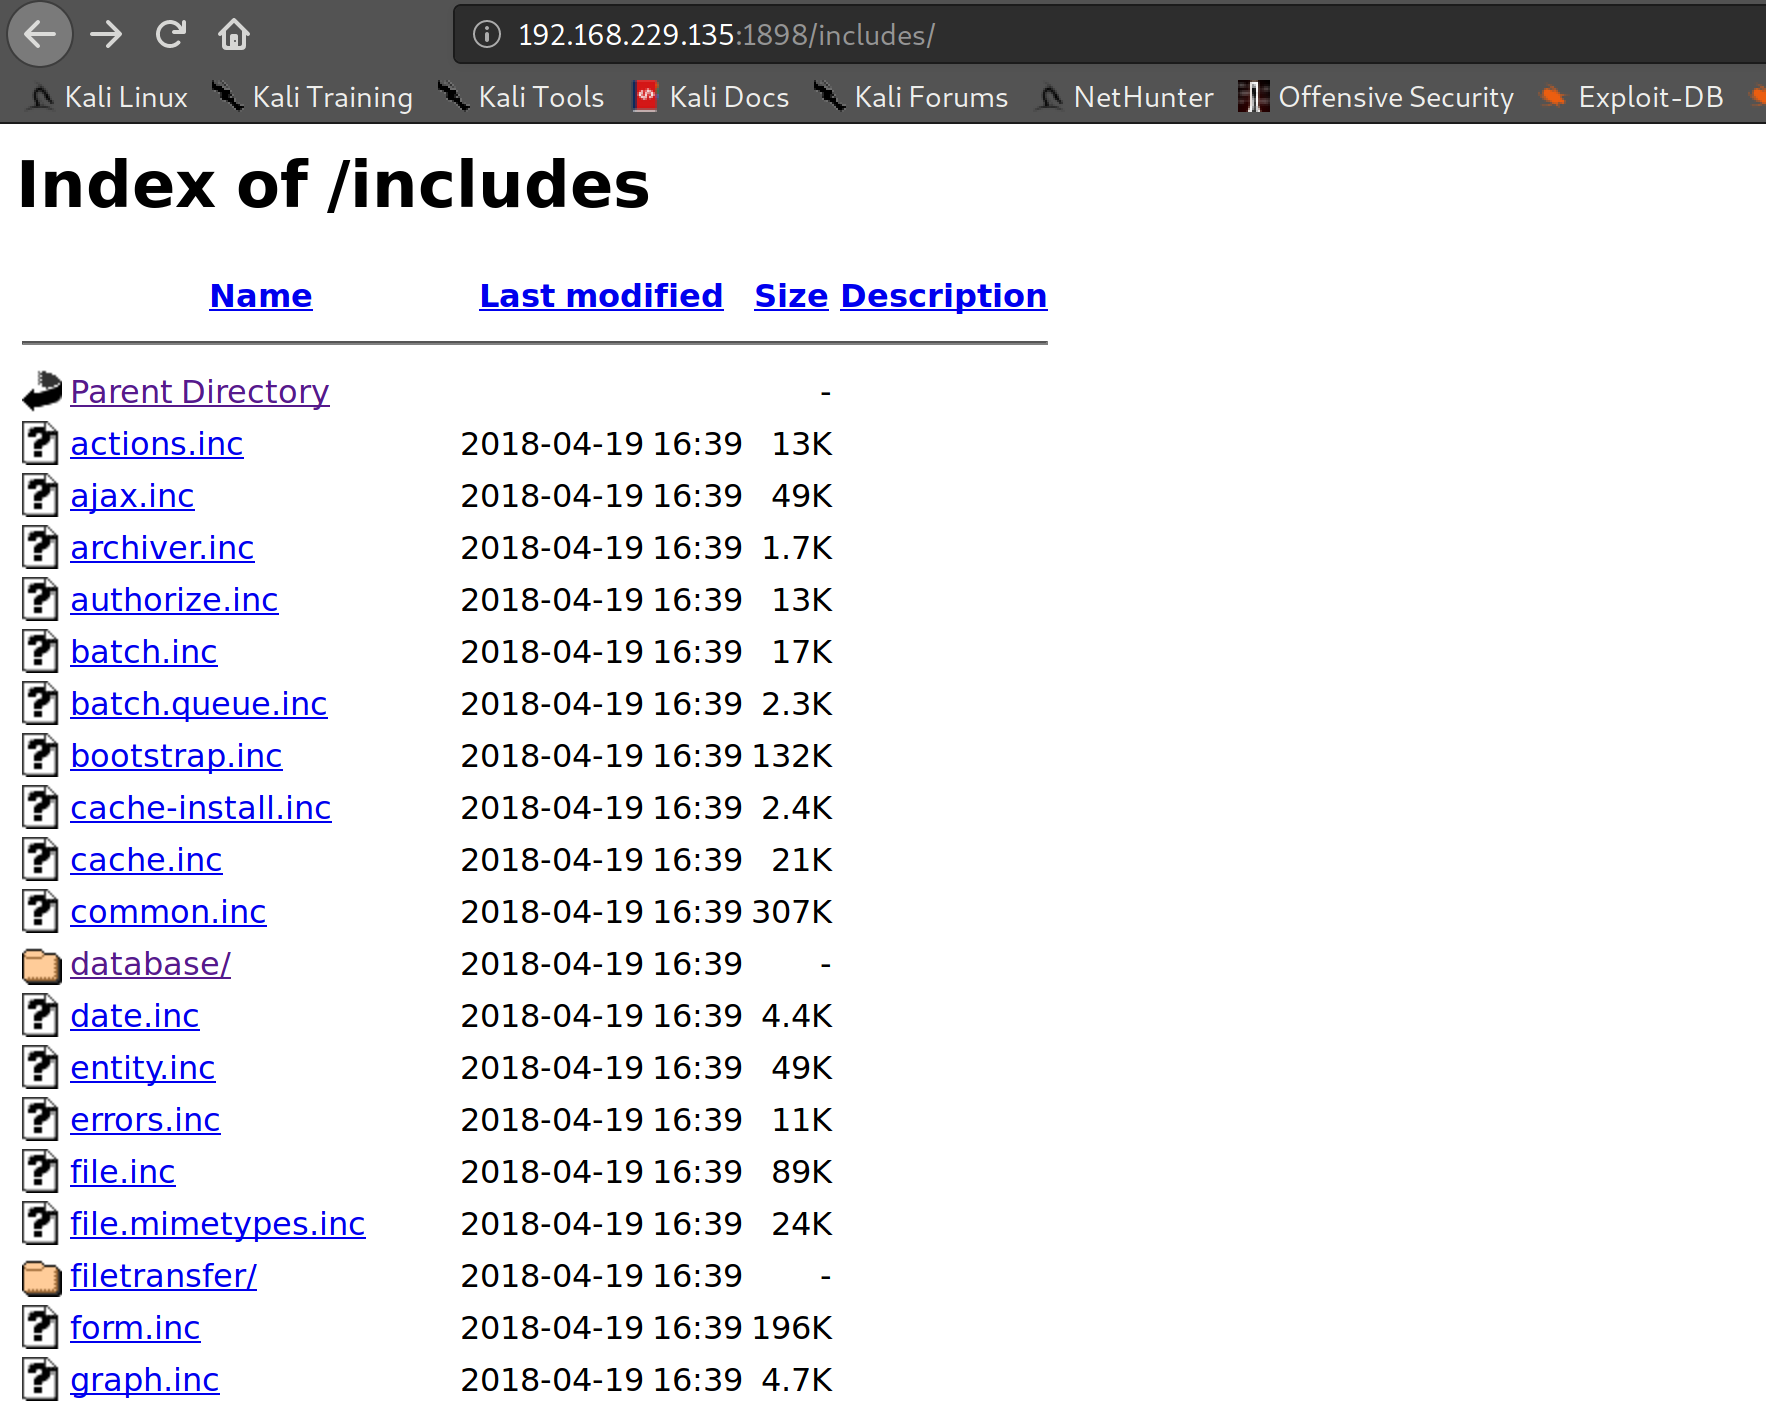 192.168.229.135:1898/includes/
Kali Linux Kali Training Kali Tools Kali Docs Kali Forums NetHunter Offensive Security Exploit-DB
Index of /includes
Name Last modified Size Description
Parent Directory -
actions.inc 2018-04-19 16:39 13K
ajax.inc 2018-04-19 16:39 49K
archiver.inc 2018-04-19 16:39 1.7K
authorize.inc 2018-04-19 16:39 13K
batch.inc 2018-04-19 16:39 17K
batch.queue.inc 2018-04-19 16:39 2.3K
bootstrap.inc 2018-04-19 16:39 132K
cache-install.inc 2018-04-19 16:39 2.4K
cache.inc 2018-04-19 16:39 21K
common.inc 2018-04-19 16:39 307K
database/ 2018-04-19 16:39 -
date.inc 2018-04-19 16:39 4.4K
entity.inc 2018-04-19 16:39 49K
errors.inc 2018-04-19 16:39 11K
file.inc 2018-04-19 16:39 89K
file.mimetypes.inc 2018-04-19 16:39 24K
filetransfer/ 2018-04-19 16:39 -
form.inc 2018-04-19 16:39 196K
graph.inc 2018-04-19 16:39 4.7K